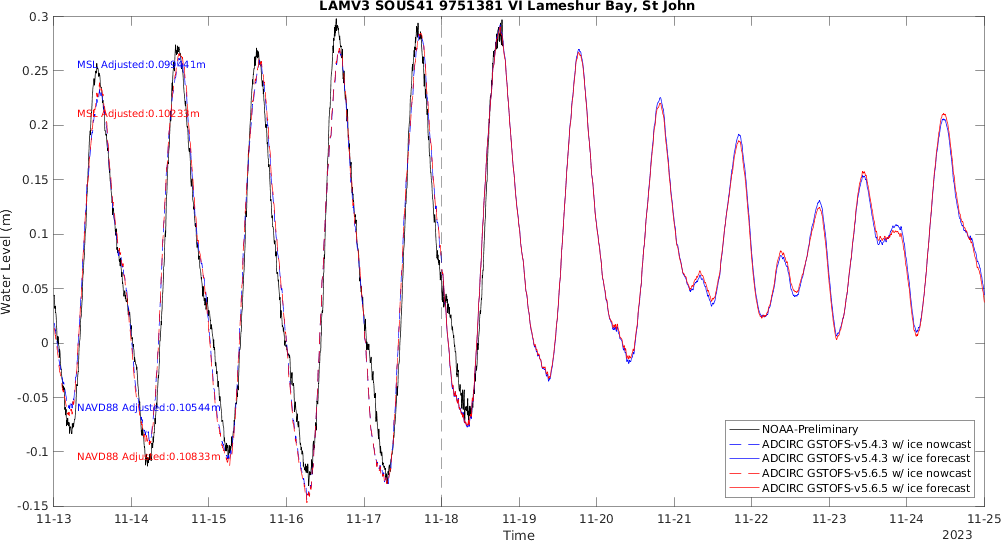 LAMV3 SOUS41 9751381 VI Lameshur Bay, St John
0.3
0.25
0.2
0.15
0.1
0.05
0
-0.05
-0.1
-0.15
Water Level (m)
MSL Adjusted:0.099441m
MSL Adjusted:0.10233m
NAVD88 Adjusted:0.10544m
NAVD88 Adjusted:0.10833m
NOAA-Preliminary
ADCIRC GSTOFS-v5.4.3 w/ ice nowcast
ADCIRC GSTOFS-v5.4.3 w/ ice forecast
ADCIRC GSTOFS-v5.6.5 w/ ice nowcast
ADCIRC GSTOFS-v5.6.5 w/ ice forecast
11-13 11-14 11-15 11-16 11-17 11-18 11-19 11-20 11-21 11-22 11-23 11-24 11-25
Time
2023